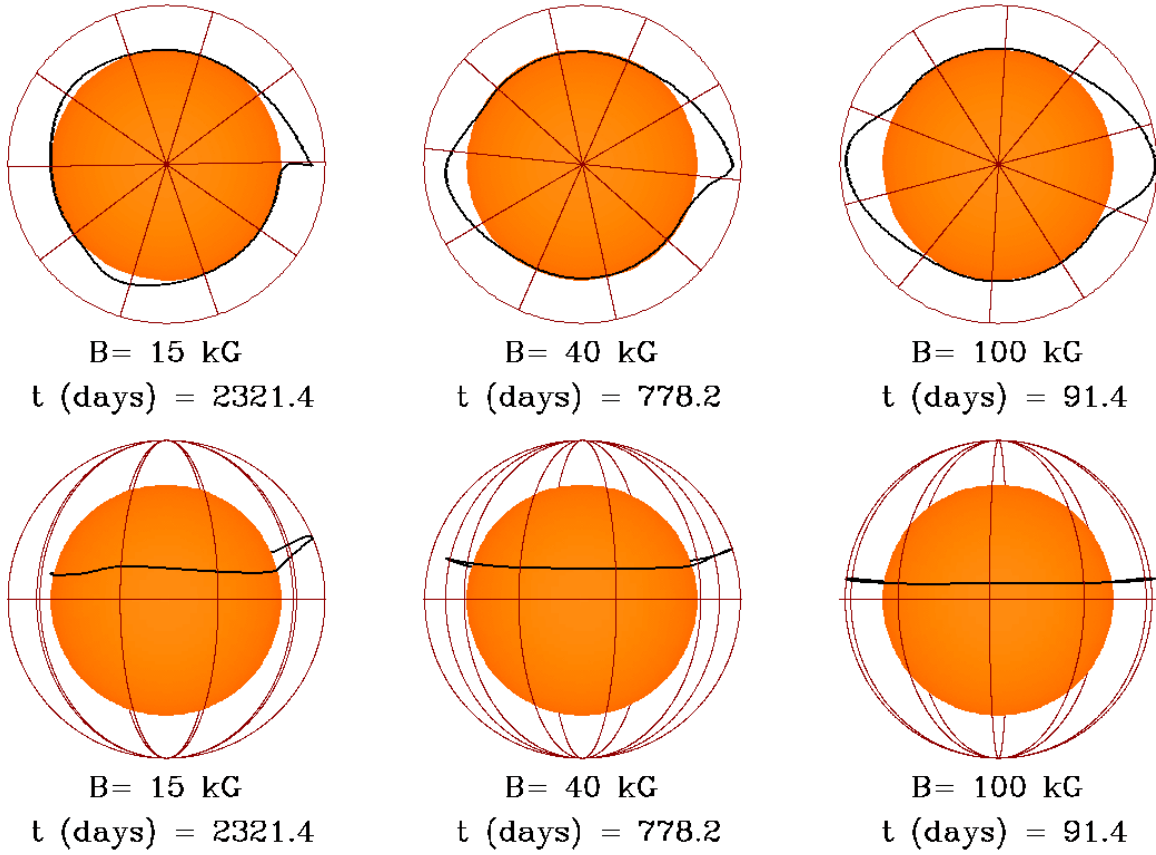 B= 15 kG
t (days) = 2321.4
B= 40 kG
t (days) = 778.2
B= 100 kG
t (days) = 91.4
B= 15 kG
t (days) = 2321.4
B= 40 kG
t (days) = 778.2
B= 100 kG
t (days) = 91.4